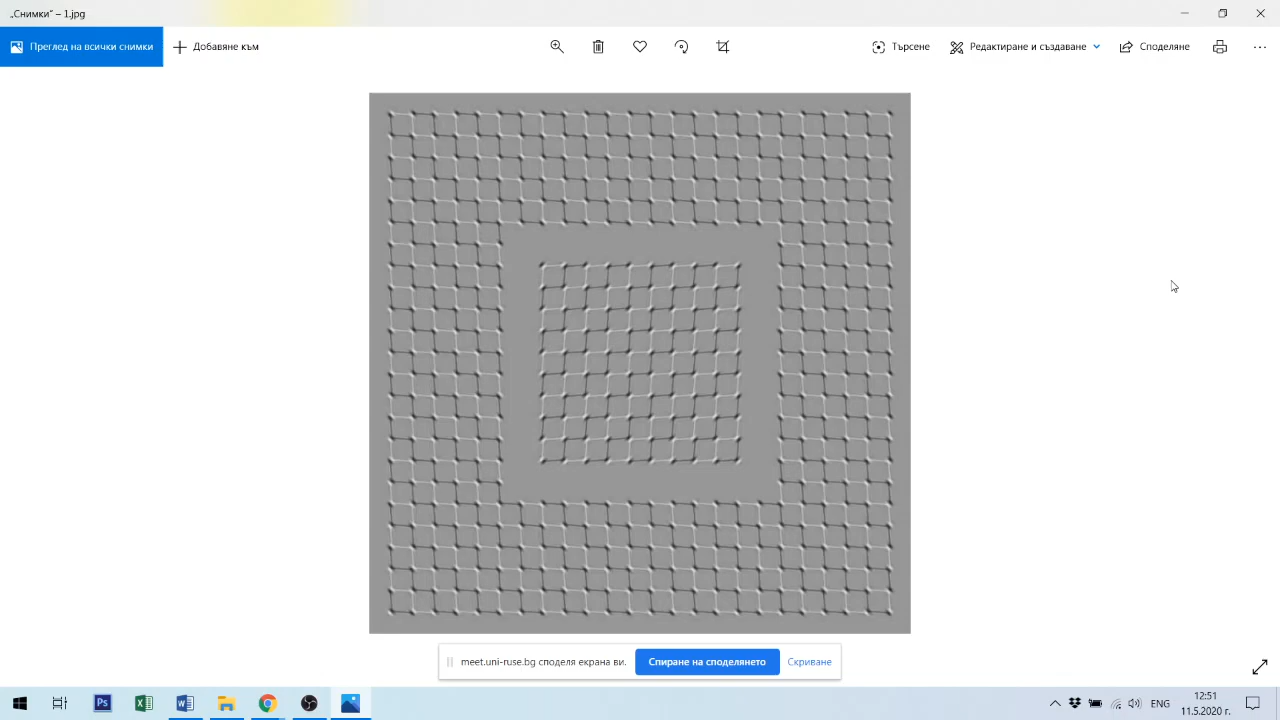 „Снимки“ – 1.jpg
Преглед на всички снимки
Добавяне към
Търсене
Редактиране и създаване
Споделяне
meet.uni-ruse.bg споделя екрана ви.
Спиране на споделянето
Скриване
Ps
ENG
12:51
11.5.2020 г.